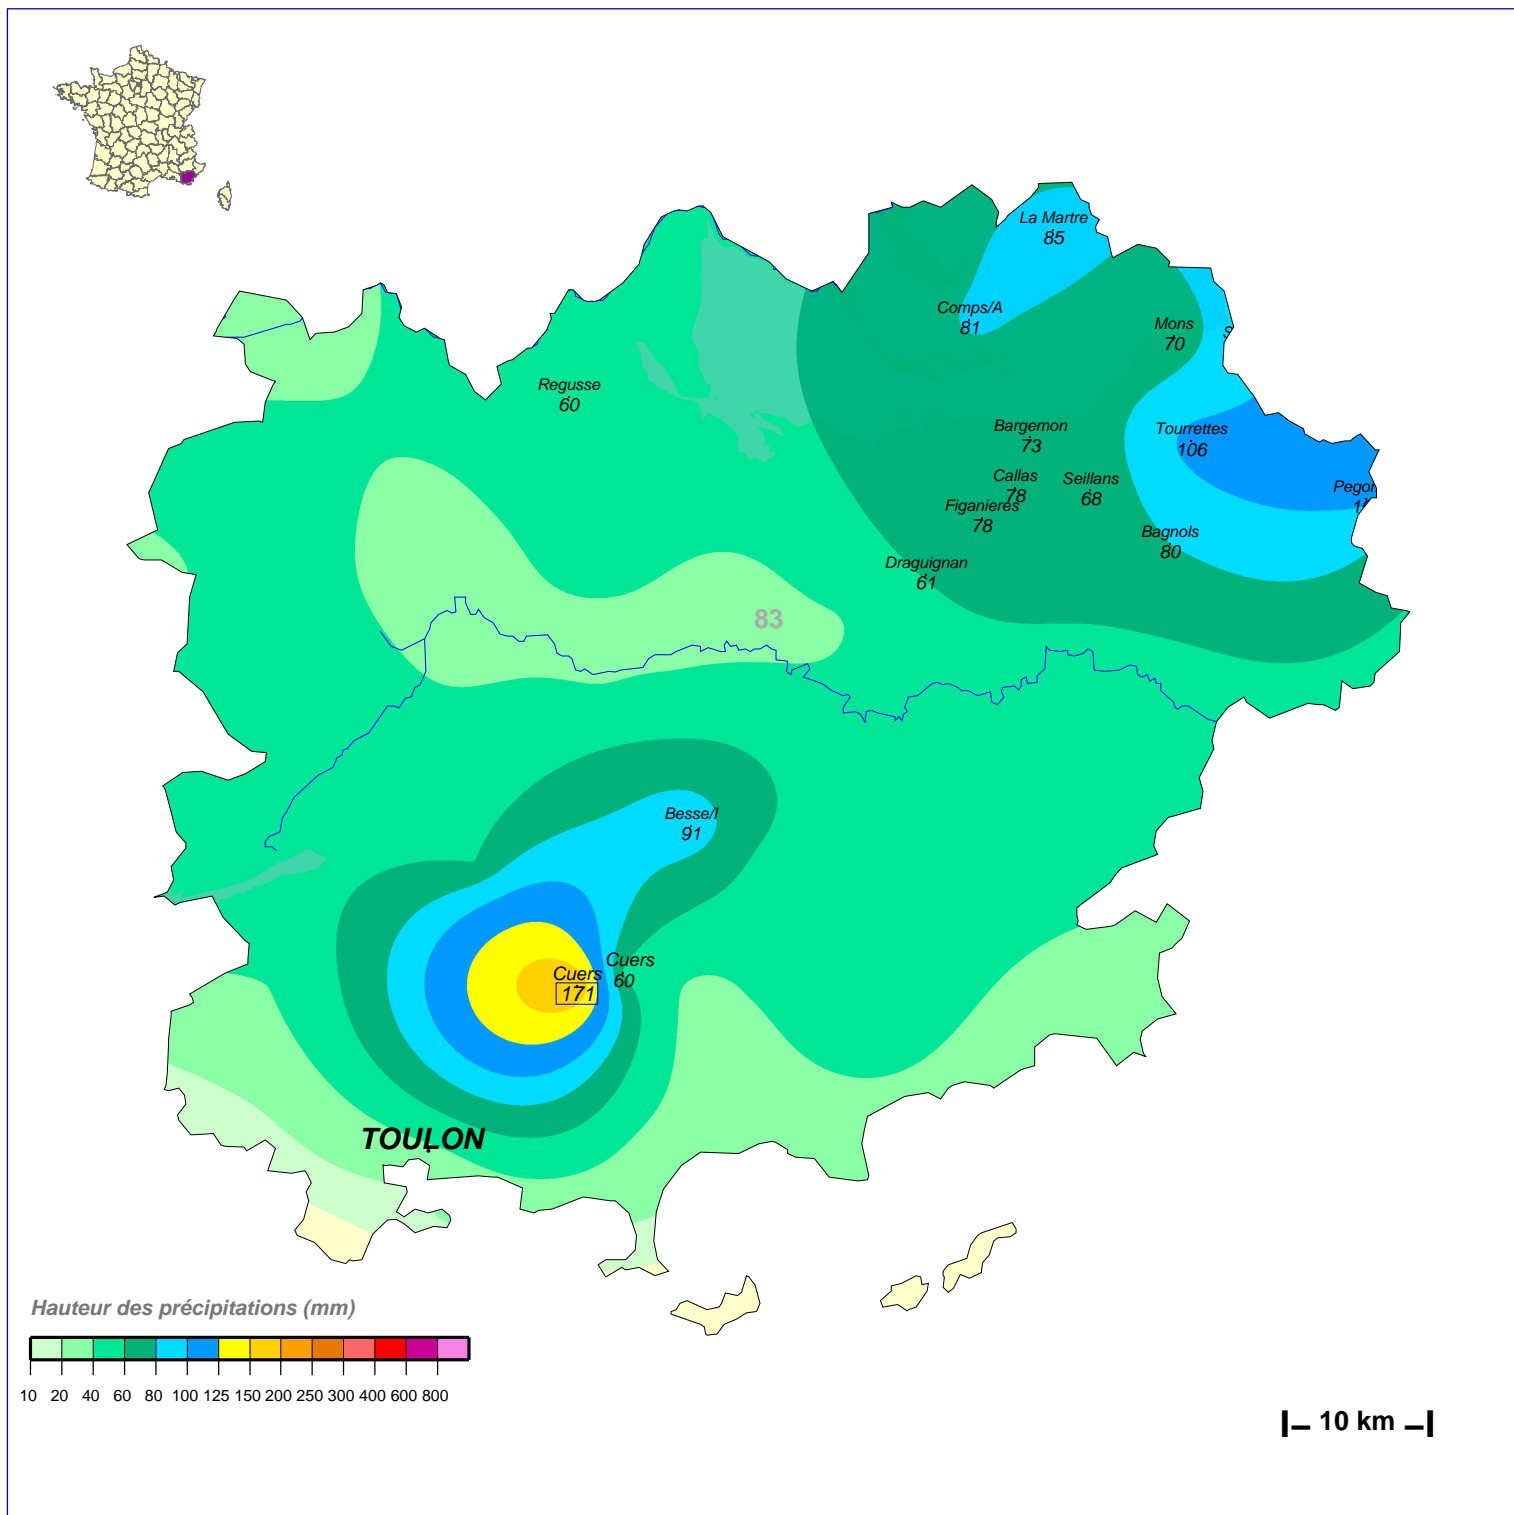 La Martre
85
Comps/A
81
Mons
70
Regusse
60
Bargemon
73
Tourrettes
106
Callas
78
Seillans
68
Figanieres
78
Bagnols
80
Draguignan
61
83
Besse/I
91
Cuers
60
Cuers
171
TOULON
Hauteur des précipitations (mm)
10 20 40 60 80 100 125 150 200 250 300 400 600 800
10 km